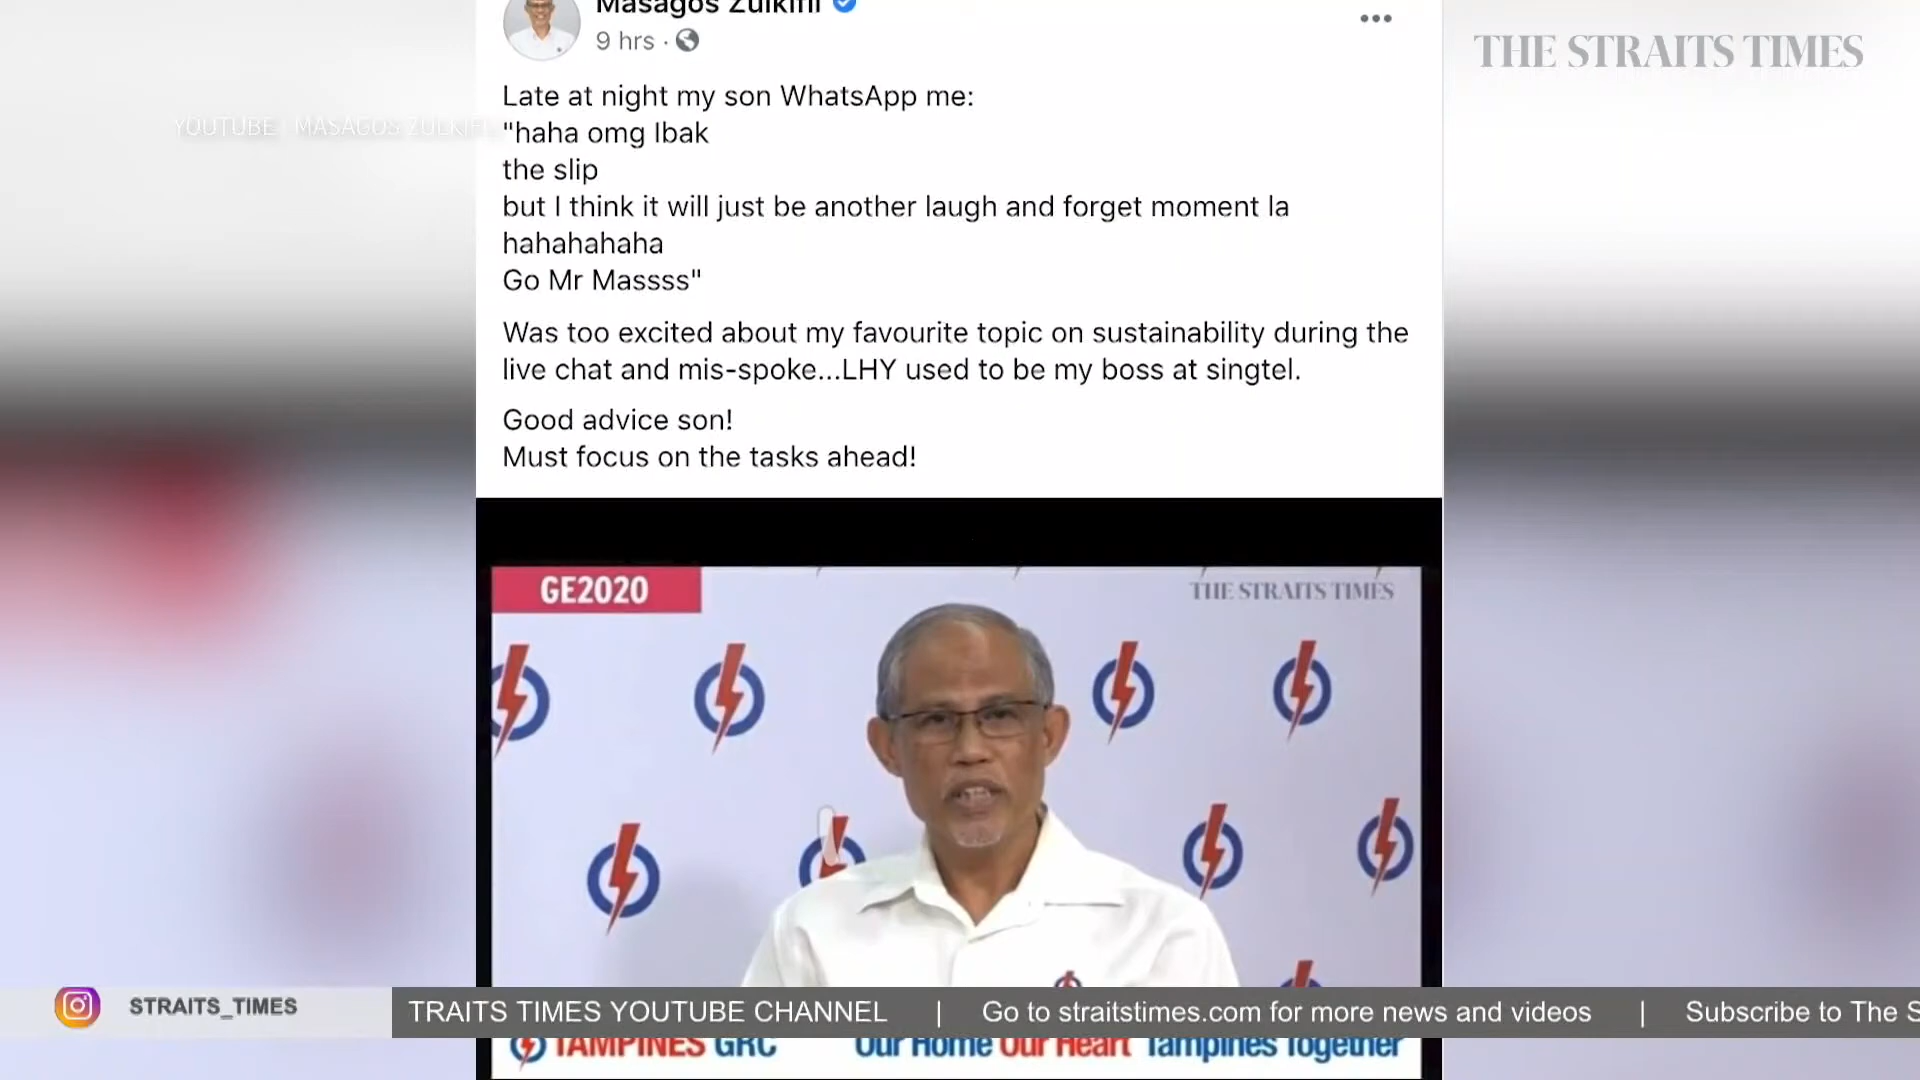 Masagos Zulkifli
9 hrs
THE STRAITS TIMES
YOUTUBE : MASAGOS ZULKIFLI
Late at night my son WhatsApp me:
"haha omg Ibak
the slip
but I think it will just be another laugh and forget moment la
hahahahaha
Go Mr Massss"
Was too excited about my favourite topic on sustainability during the
live chat and mis-spoke...LHY used to be my boss at singtel.
Good advice son!
Must focus on the tasks ahead!
GE2020
THE STRAITS TIMES
STRAITS_TIMES
TRAITS TIMES YOUTUBE CHANNEL | Go to straitstimes.com for more news and videos | Subscribe to The S
TAMPINES GRC Our Home Our Heart Tampines Together